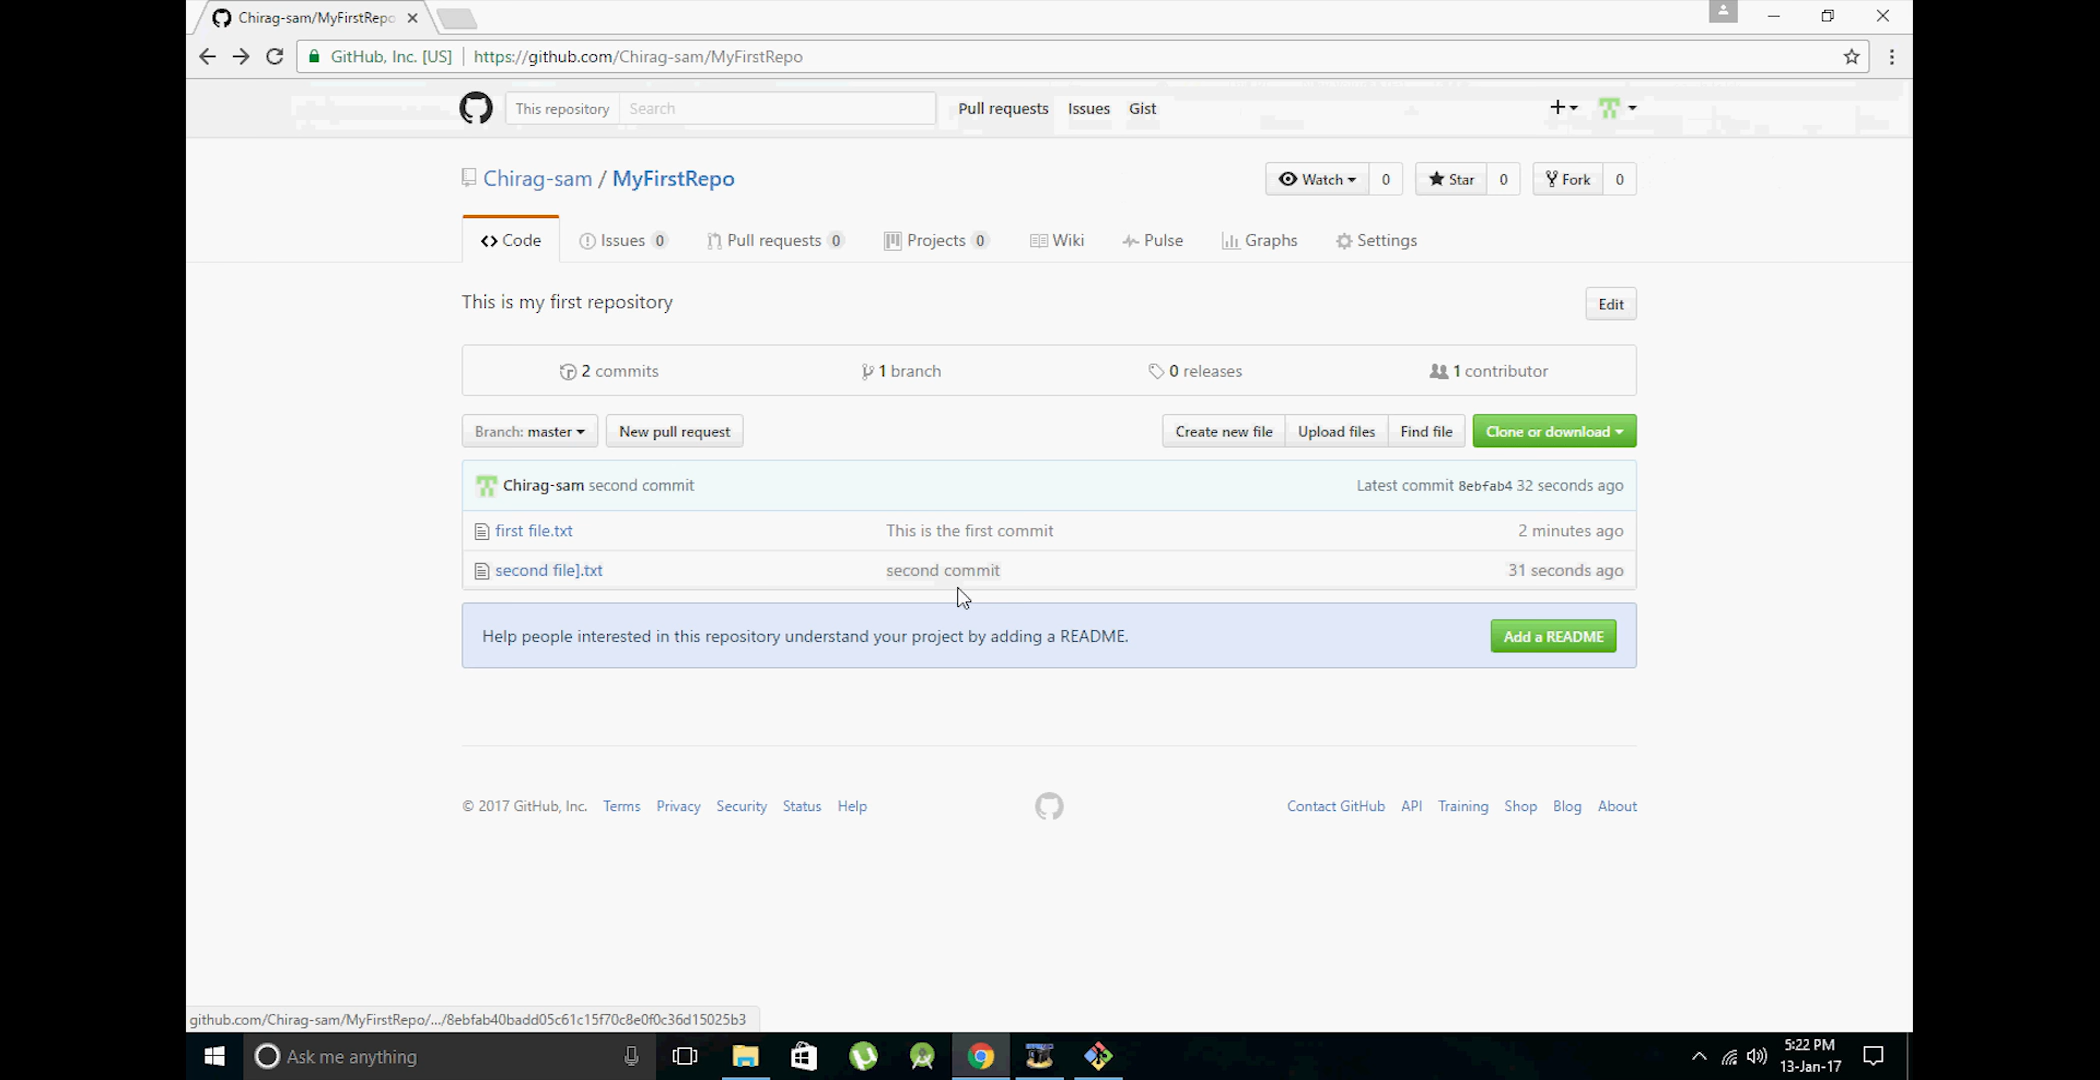 Chirag-sam/MyFirstRepo
GitHub, Inc. [US] https://github.com/Chirag-sam/MyFirstRepo
This repository Search Pull requests Issues Gist
Chirag-sam / MyFirstRepo Watch 0 Star 0 Fork 0
Code Issues 0 Pull requests 0 Projects 0 Wiki Pulse Graphs Settings
This is my first repository Edit
2 commits 1 branch 0 releases 1 contributor
Branch: master New pull request Create new file Upload files Find file Clone or download
Chirag-sam second commit Latest commit 8ebfab4 32 seconds ago
first file.txt This is the first commit 2 minutes ago
second file].txt second commit 31 seconds ago
Help people interested in this repository understand your project by adding a README. Add a README
© 2017 GitHub, Inc. Terms Privacy Security Status Help Contact GitHub API Training Shop Blog About
github.com/Chirag-sam/MyFirstRepo/.../8ebfab40badd05c61c15f70c8e0f0c36d15025b3
Ask me anything 5:22 PM
13-Jan-17